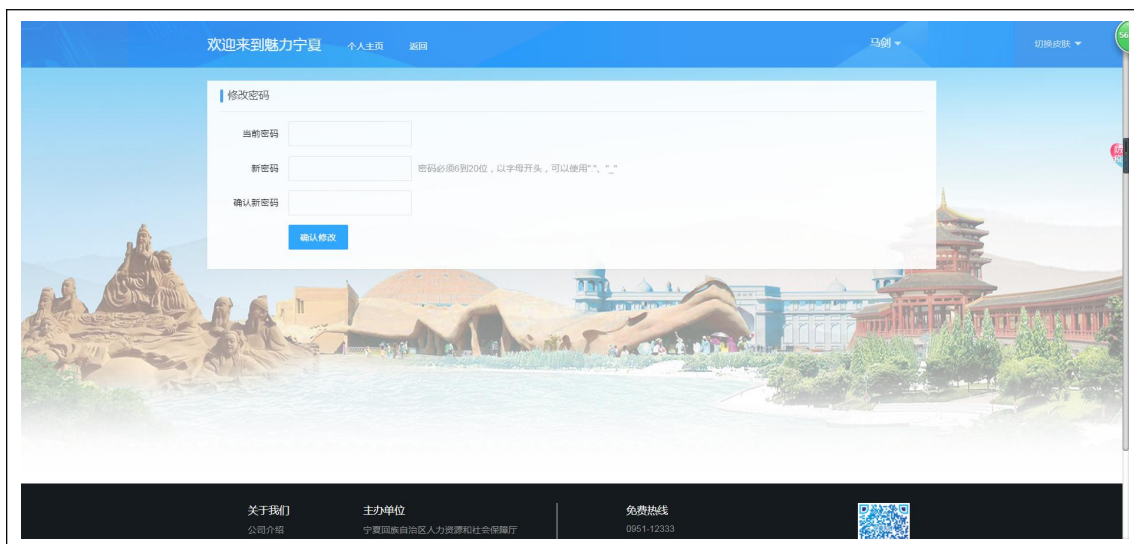 欢迎来到魅力宁夏 个人主页 返回 马剑 切换皮肤
56
修改密码
当前密码
新密码 密码必须6到20位，以字母开头，可以使用"."、"_"
确认新密码
确认修改
关于我们 主办单位 免费热线
公司介绍 宁夏回族自治区人力资源和社会保障厅 0951-12333